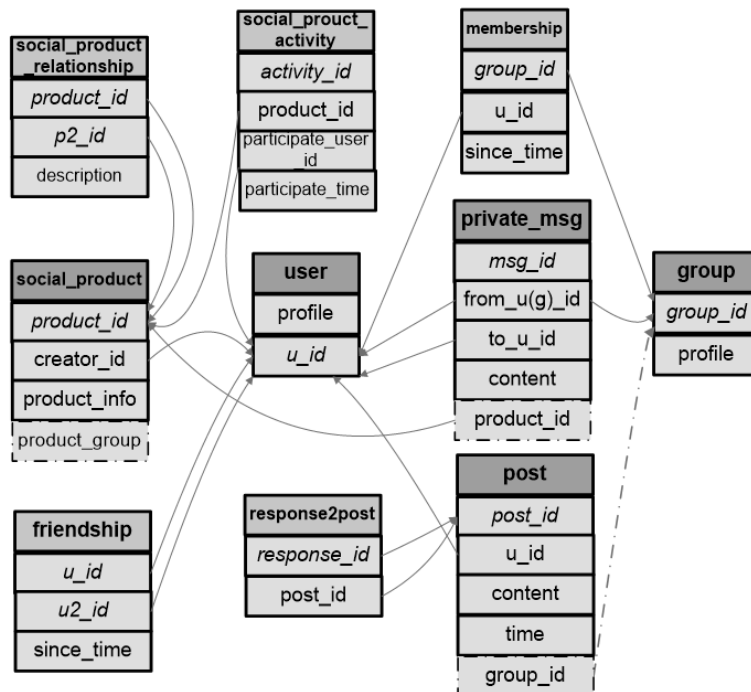 social_product
_relationship
product_id
p2_id
description
social_prouct_
activity
activity_id
product_id
participate_user
_id
participate_time
membership
group_id
u_id
since_time
private_msg
msg_id
from_u(g)_id
to_u_id
content
product_id
group
group_id
profile
social_product
product_id
creator_id
product_info
product_group
user
profile
u_id
friendship
u_id
u2_id
since_time
response2post
response_id
post_id
post
post_id
u_id
content
time
group_id